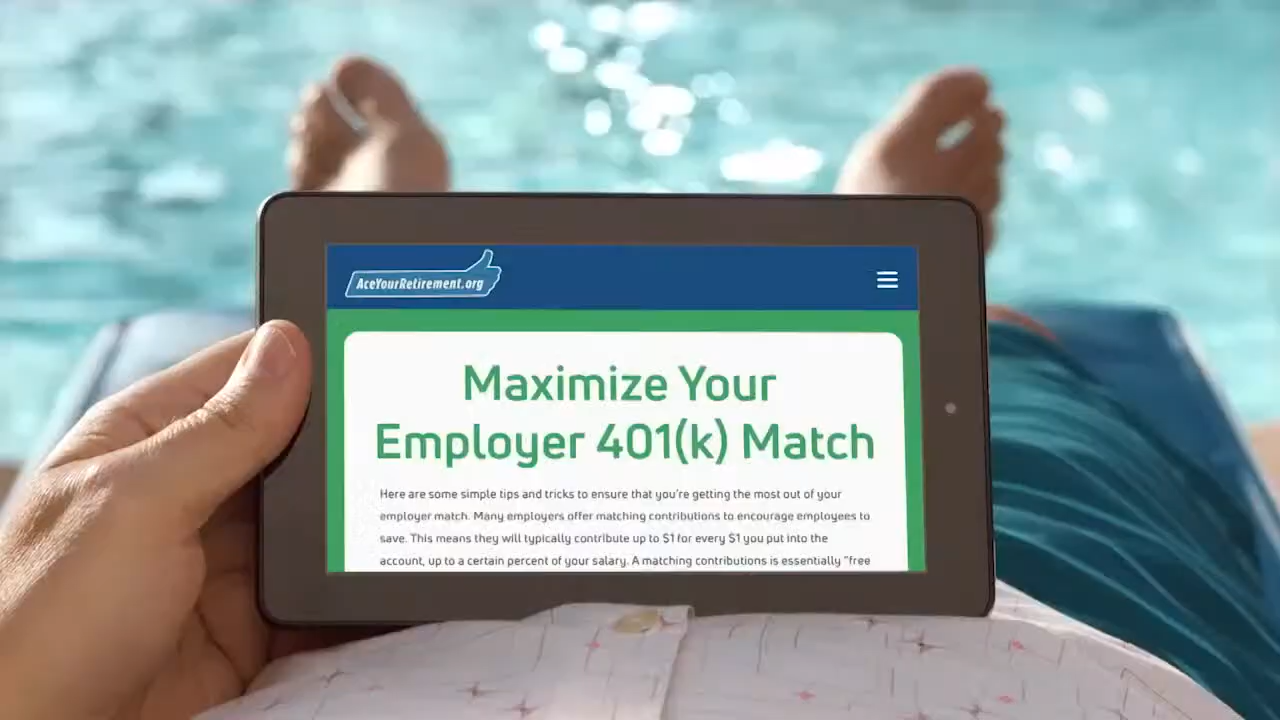 AceYourRetirement.org
Maximize Your
Employer 401(k) Match
Here are some simple tips and tricks to ensure that you're getting the most out of your
employer match. Many employers offer matching contributions to encourage employees to
save. This means they will typically contribute up to $1 for every $1 you put into the
account, up to a certain percent of your salary. A matching contributions is essentially "free